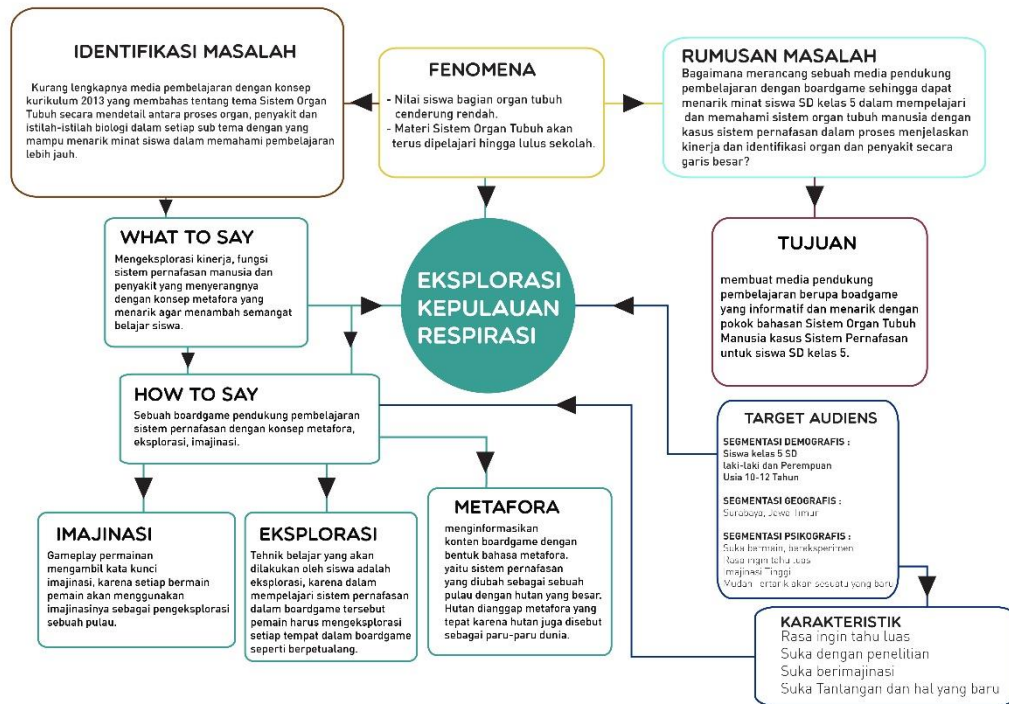 IDENTIFIKASI MASALAH
Kurang lengkapnya media pembelajaran dengan konsep
kurikulum 2013 yang membahas tentang tema Sistem Organ
Tubuh secara mendetail antara proses organ, penyakit dan
istilah-istilah biologi dalam setiap sub tema dengan yang
mampu menarik minat siswa dalam memahami pembelajaran
lebih jauh.
FENOMENA
- Nilai siswa bagian organ tubuh
cenderung rendah.
- Materi Sistem Organ Tubuh akan
terus dipelajari hingga lulus sekolah.
RUMUSAN MASALAH
Bagaimana merancang sebuah media pendukung
pembelajaran dengan boardgame sehingga dapat
menarik minat siswa SD kelas 5 dalam mempelajari
dan memahami sistem organ tubuh manusia dengan
kasus sistem pernafasan dalam proses menjelaskan
kinerja dan identifikasi organ dan penyakit secara
garis besar?
WHAT TO SAY
Mengeksplorasi kinerja, fungsi
sistem pernafasan manusia dan
penyakit yang menyerangnya
dengan konsep metafora yang
menarik agar menambah semangat
belajar siswa.
EKSPLORASI
KEPULAUAN
RESPIRASI
TUJUAN
membuat media pendukung
pembelajaran berupa boadgame
yang informatif dan menarik dengan
pokok bahasan Sistem Organ Tubuh
Manusia kasus Sistem Pernafasan
untuk siswa SD kelas 5.
HOW TO SAY
Sebuah boardgame pendukung pembelajaran
sistem pernafasan dengan konsep metafora,
eksplorasi, imajinasi.
TARGET AUDIENS
SEGMENTASI DEMOGRAFIS :
Siswa kelas 5 SD
laki-laki dan Perempuan
Usia 10-12 Tahun
SEGMENTASI GEOGRAFIS :
Surabaya, Jawa Timur
SEGMENTASI PSIKOGRAFIS :
Suka bermain, bereksperimen
Rasa ingin tahu luas
Imajinasi Tinggi
Mudah tertarik akan sesuatu yang baru
IMAJINASI
Gameplay permainan
mengambil kata kunci
imajinasi, karena setiap bermain
pemain akan menggunakan
imajinasinya sebagai pengeksplorasi
sebuah pulau.
EKSPLORASI
Tehnik belajar yang akan
dilakukan oleh siswa adalah
eksplorasi, karena dalam
mempelajari sistem pernafasan
dalam boardgame tersebut
pemain harus mengeksplorasi
setiap tempat dalam boardgame
seperti berpetualang.
METAFORA
menginformasikan
konten boardgame dengan
bentuk bahasa metafora.
yaitu sistem pernafasan
yang diubah sebagai sebuah
pulau dengan hutan yang besar.
Hutan dianggap metafora yang
tepat karena hutan juga disebut
sebagai paru-paru dunia.
KARAKTERISTIK
Rasa ingin tahu luas
Suka dengan penelitian
Suka berimajinasi
Suka Tantangan dan hal yang baru